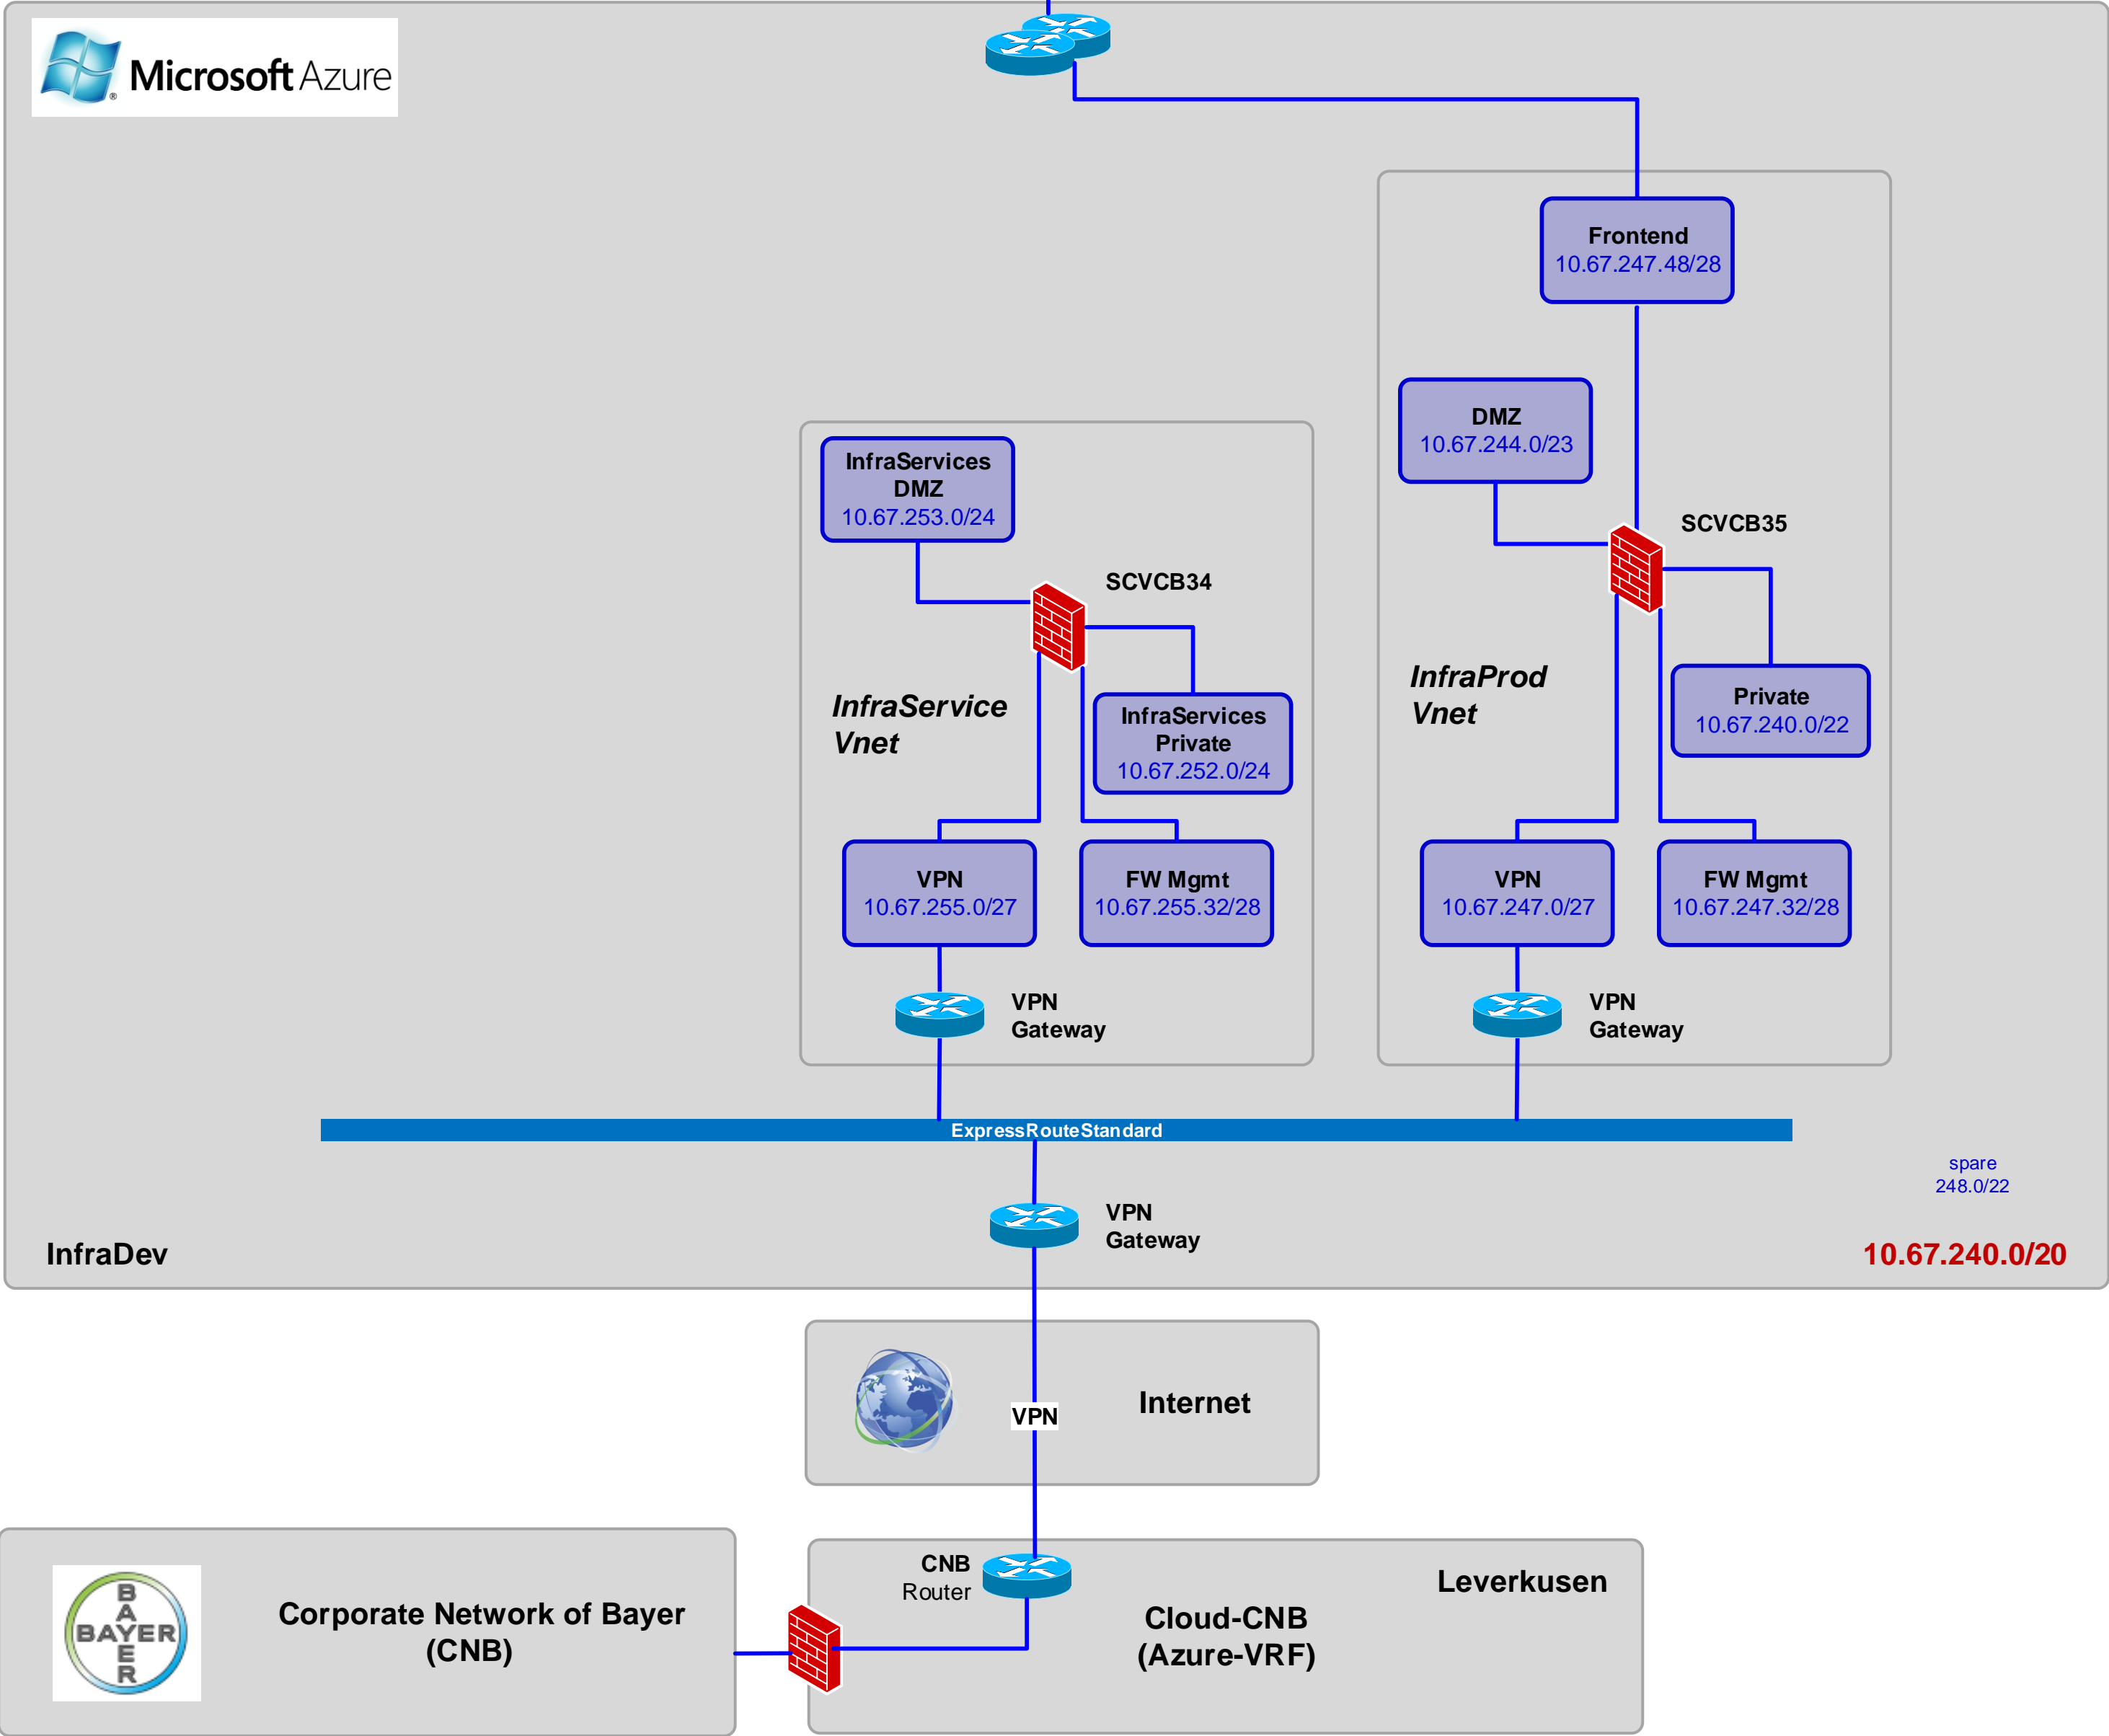 Microsoft Azure
®
Frontend
10.67.247.48/28
DMZ
10.67.244.0/23
InfraServices
DMZ
10.67.253.0/24
SCVCB35
SCVCB34
InfraProd
Vnet
Private
10.67.240.0/22
InfraService
Vnet
InfraServices
Private
10.67.252.0/24
VPN
10.67.255.0/27
FW Mgmt
10.67.255.32/28
VPN
10.67.247.0/27
FW Mgmt
10.67.247.32/28
VPN
Gateway
VPN
Gateway
ExpressRouteStandard
spare
248.0/22
VPN
Gateway
InfraDev
10.67.240.0/20
Internet
VPN
CNB
Router
Leverkusen
BAYER
BAYER
Corporate Network of Bayer
(CNB)
Cloud-CNB
(Azure-VRF)